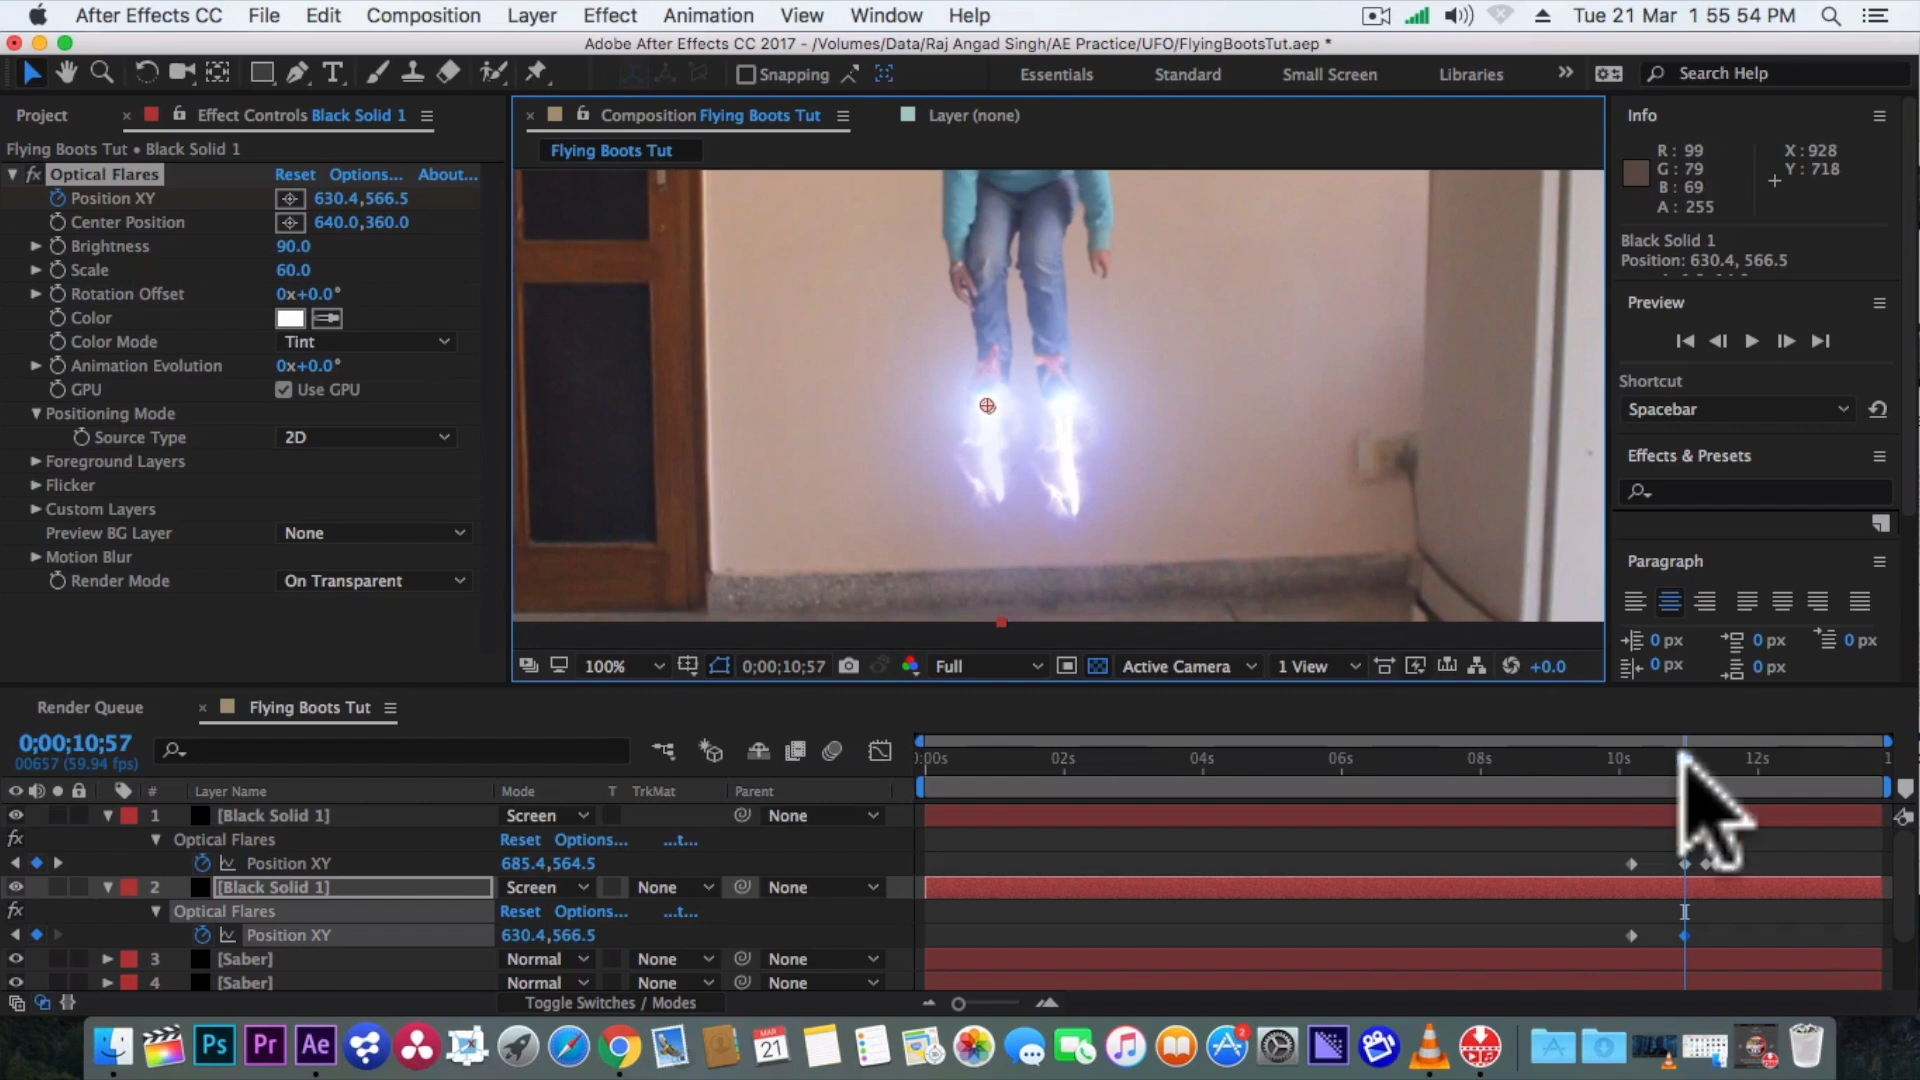 After Effects CC File Edit Composition Layer Effect Animation View Window Help Tue 21 Mar 1 55 54 PM
Adobe After Effects CC 2017 - /Volumes/Data/Raj Angad Singh/AE Practice/UFO/FlyingBootsTut.aep *
T Snapping Essentials Standard Small Screen Libraries » Search Help
Project × Effect Controls Black Solid 1
× Composition Flying Boots Tut
Layer (none)
Info
Flying Boots Tut • Black Solid 1
Flying Boots Tut
R : 99
G : 79
B : 69
A : 255
X : 928
Y : 718
fx Optical Flares Reset Options... About...
Position XY 630.4,566.5
Center Position 640.0,360.0
Brightness 90.0
Scale 60.0
Rotation Offset 0x+0.0°
Color
Color Mode Tint
Animation Evolution 0x+0.0°
GPU Use GPU
Positioning Mode
Source Type 2D
Foreground Layers
Flicker
Custom Layers
Preview BG Layer None
Motion Blur
Render Mode On Transparent
Black Solid 1
Position: 630.4, 566.5
Preview
Shortcut
Spacebar
Effects & Presets
Paragraph
0 px 0 px 0 px
0 px 0 px
100% 0;00;10;57 Full Active Camera 1 View +0.0
Render Queue × Flying Boots Tut
0;00;10;57
00657 (59.94 fps)
):00s 02s 04s 06s 08s 10s 12s 1
# Layer Name Mode T TrkMat Parent
1 [Black Solid 1] Screen None
fx Optical Flares Reset Options... ...t...
Position XY 685.4,564.5
2 [Black Solid 1] Screen None None
fx Optical Flares Reset Options... ...t...
Position XY 630.4,566.5
3 [Saber] Normal None None
4 [Saber] Normal None None
Toggle Switches / Modes
Ps Pr Ae MAR 21 2